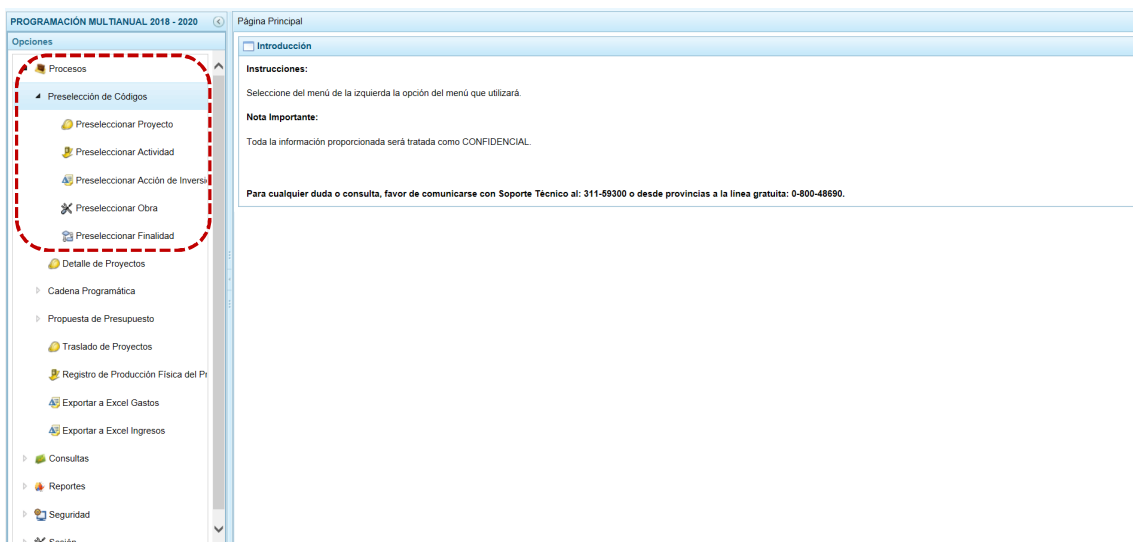 PROGRAMACIÓN MULTIANUAL 2018 - 2020
Opciones
Procesos
Preselección de Códigos
Preseleccionar Proyecto
Preseleccionar Actividad
Preseleccionar Acción de Inversi
Preseleccionar Obra
Preseleccionar Finalidad
Detalle de Proyectos
Cadena Programática
Propuesta de Presupuesto
Traslado de Proyectos
Registro de Producción Física del Pr
Exportar a Excel Gastos
Exportar a Excel Ingresos
Consultas
Reportes
Seguridad
Sesión
Página Principal
Introducción
Instrucciones:
Seleccione del menú de la izquierda la opción del menú que utilizará.
Nota Importante:
Toda la información proporcionada será tratada como CONFIDENCIAL.
Para cualquier duda o consulta, favor de comunicarse con Soporte Técnico al: 311-59300 o desde provincias a la línea gratuita: 0-800-48690.